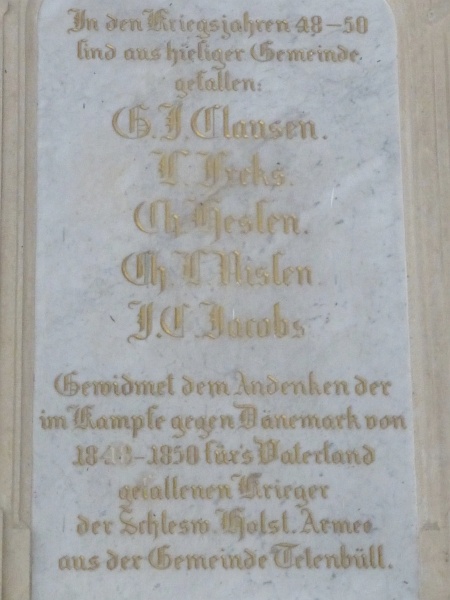 In den Kriegsjahren 48–50
sind aus hiesiger Gemeinde
gefallen:
G. J. Clausen.
L. Freks.
Ch. Heslen.
Ch. L. Nislen.
J. C. Jacobs
Gewidmet dem Andenken der
im Kampfe gegen Dänemark von
1848–1850 für's Vaterland
gefallenen Krieger
der Schlesw. Holst. Armee
aus der Gemeinde Tetenbüll.